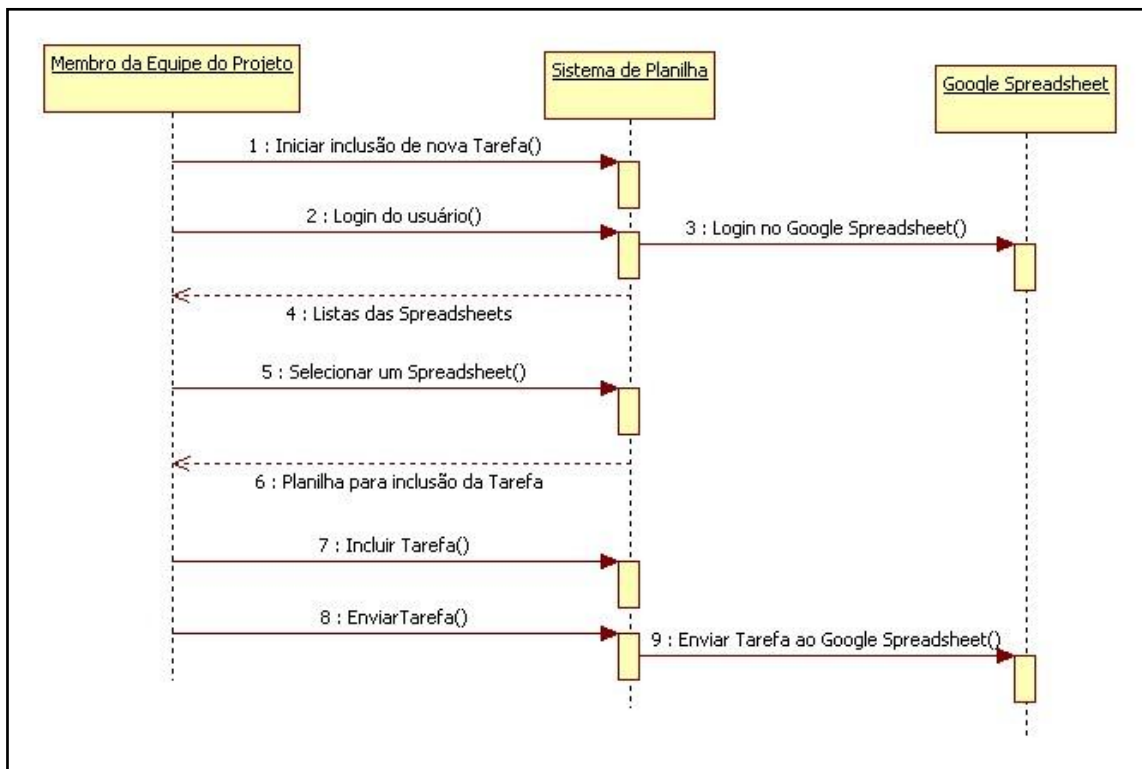 Membro da Equipe do Projeto
Sistema de Planilha
Google Spreadsheet
1 : Iniciar inclusão de nova Tarefa()
2 : Login do usuário()
3 : Login no Google Spreadsheet()
4 : Listas das Spreadsheets
5 : Selecionar um Spreadsheet()
6 : Planilha para inclusão da Tarefa
7 : Incluir Tarefa()
8 : EnviarTarefa()
9 : Enviar Tarefa ao Google Spreadsheet()